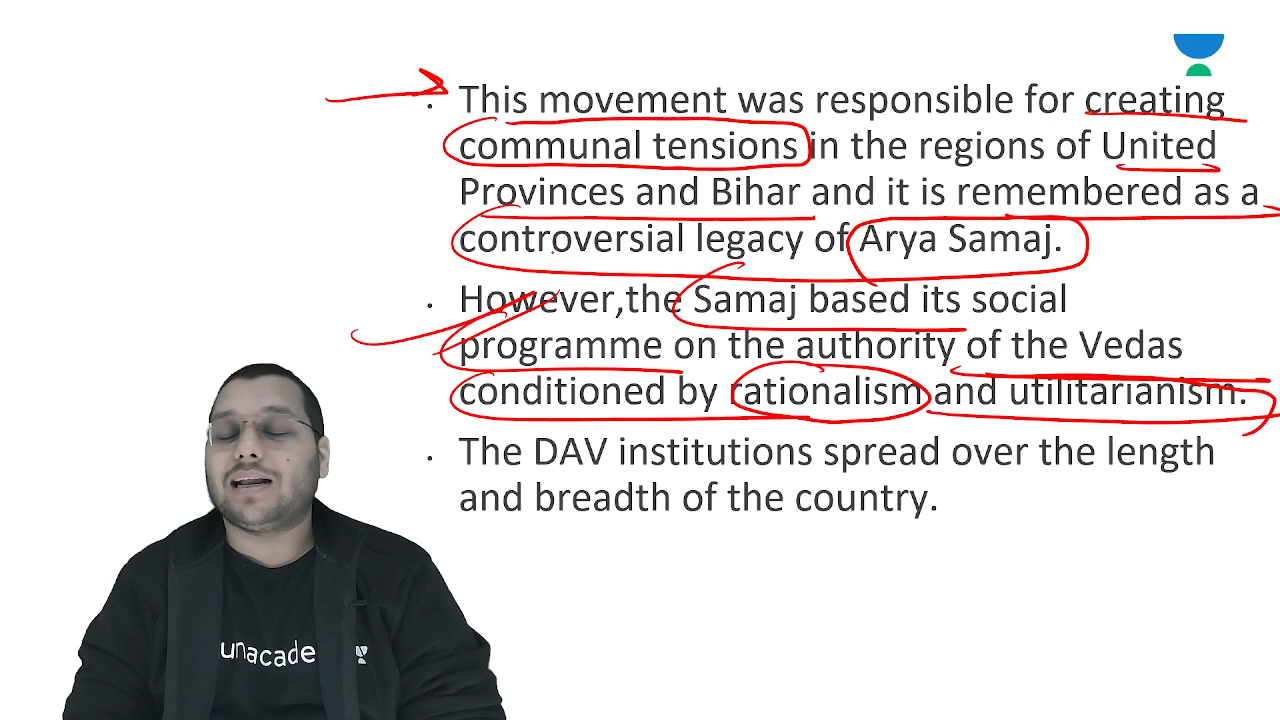 . This movement was responsible for creating
communal tensions in the regions of United
Provinces and Bihar and it is remembered as a
controversial legacy of Arya Samaj.
. However,the Samaj based its social
programme on the authority of the Vedas
conditioned by rationalism and utilitarianism.
. The DAV institutions spread over the length
and breadth of the country.
unacade